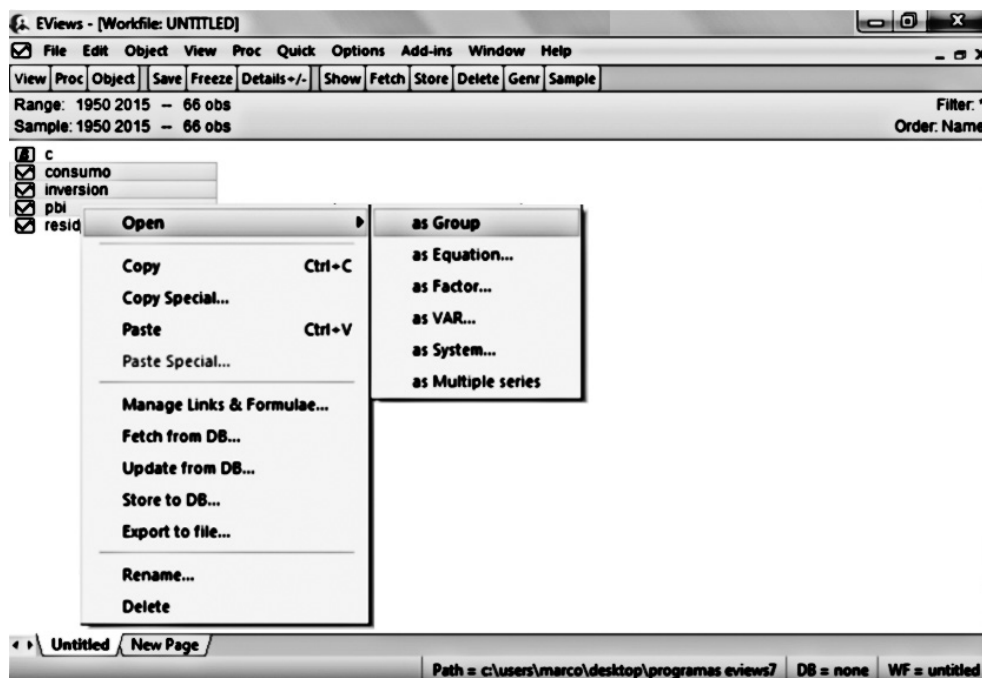 EViews - [Workfile: UNTITLED]
File Edit Object View Proc Quick Options Add-ins Window Help
View Proc Object Save Freeze Details+/- Show Fetch Store Delete Genr Sample
Range: 1950 2015 -- 66 obs Filter: *
Sample: 1950 2015 -- 66 obs Order: Name
c
consumo
inversion
pbi
resid
Open
Copy Ctrl+C
Copy Special...
Paste Ctrl+V
Paste Special...
Manage Links & Formulae...
Fetch from DB...
Update from DB...
Store to DB...
Export to file...
Rename...
Delete
as Group
as Equation...
as Factor...
as VAR...
as System...
as Multiple series
Untitled New Page
Path = c:\users\marco\desktop\programas eviews7 DB = none WF = untitled